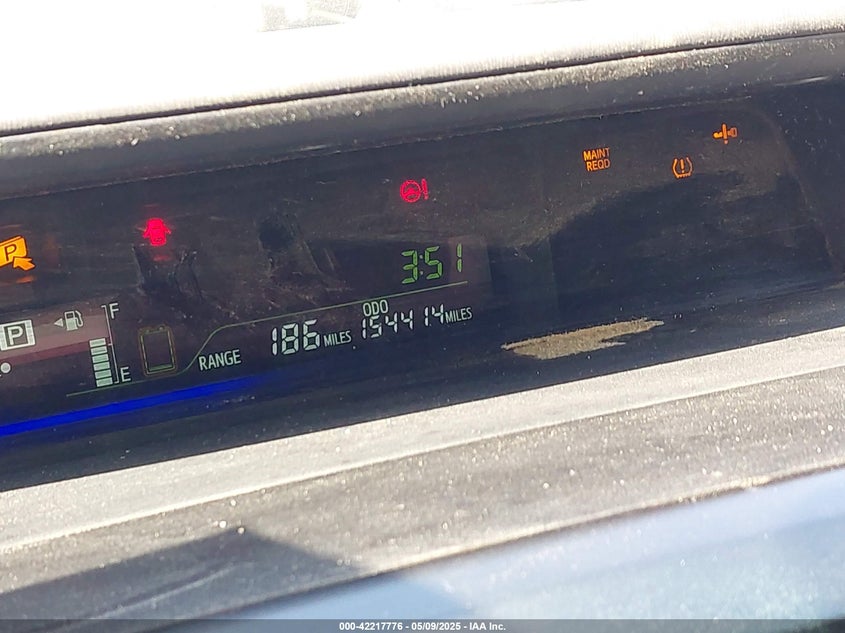 MAINT
REQD
P
3:51
P
F
E
RANGE 186 MILES
ODO
154414 MILES
000-42217776 - 05/09/2025 - IAA Inc.